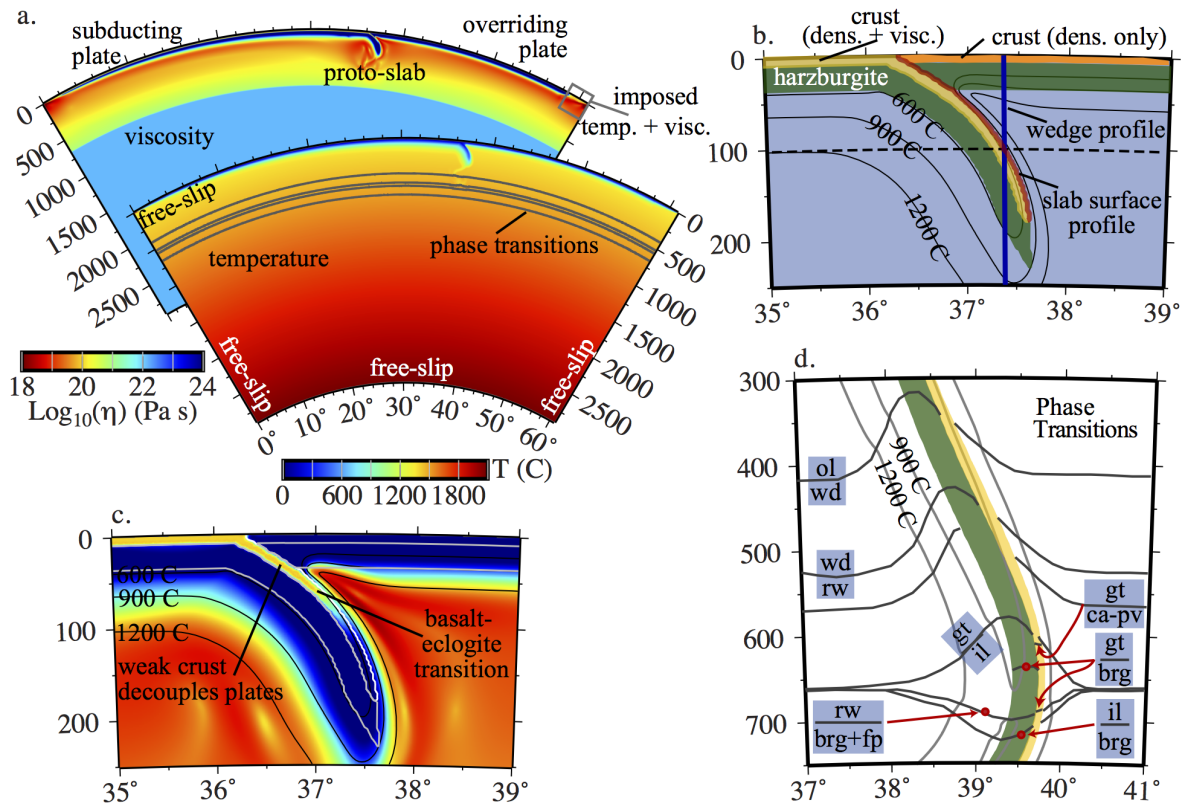 a.
subducting
plate
overriding
plate
proto-slab
imposed
temp. + visc.
viscosity
0
500
1000
1500
2000
2500
free-slip
phase transitions
temperature
0
500
1000
1500
2000
2500
free-slip
free-slip
free-slip
0° 10° 20° 30° 40° 50° 60°
18 20 22 24
Log10(η) (Pa s)
0 600 1200 1800
T (C)
b.
crust
(dens. + visc.)
crust (dens. only)
harzburgite
600 C
900 C
1200 C
wedge profile
slab surface
profile
0
100
200
35° 36° 37° 38° 39°
c.
0
100
200
600 C
900 C
1200 C
weak crust
decouples plates
basalt-
eclogite
transition
35° 36° 37° 38° 39°
d.
300
400
500
600
700
Phase
Transitions
900 C
1200 C
ol
wd
wd
rw
gt
il
gt
ca-pv
gt
brg
rw
brg+fp
il
brg
37° 38° 39° 40° 41°